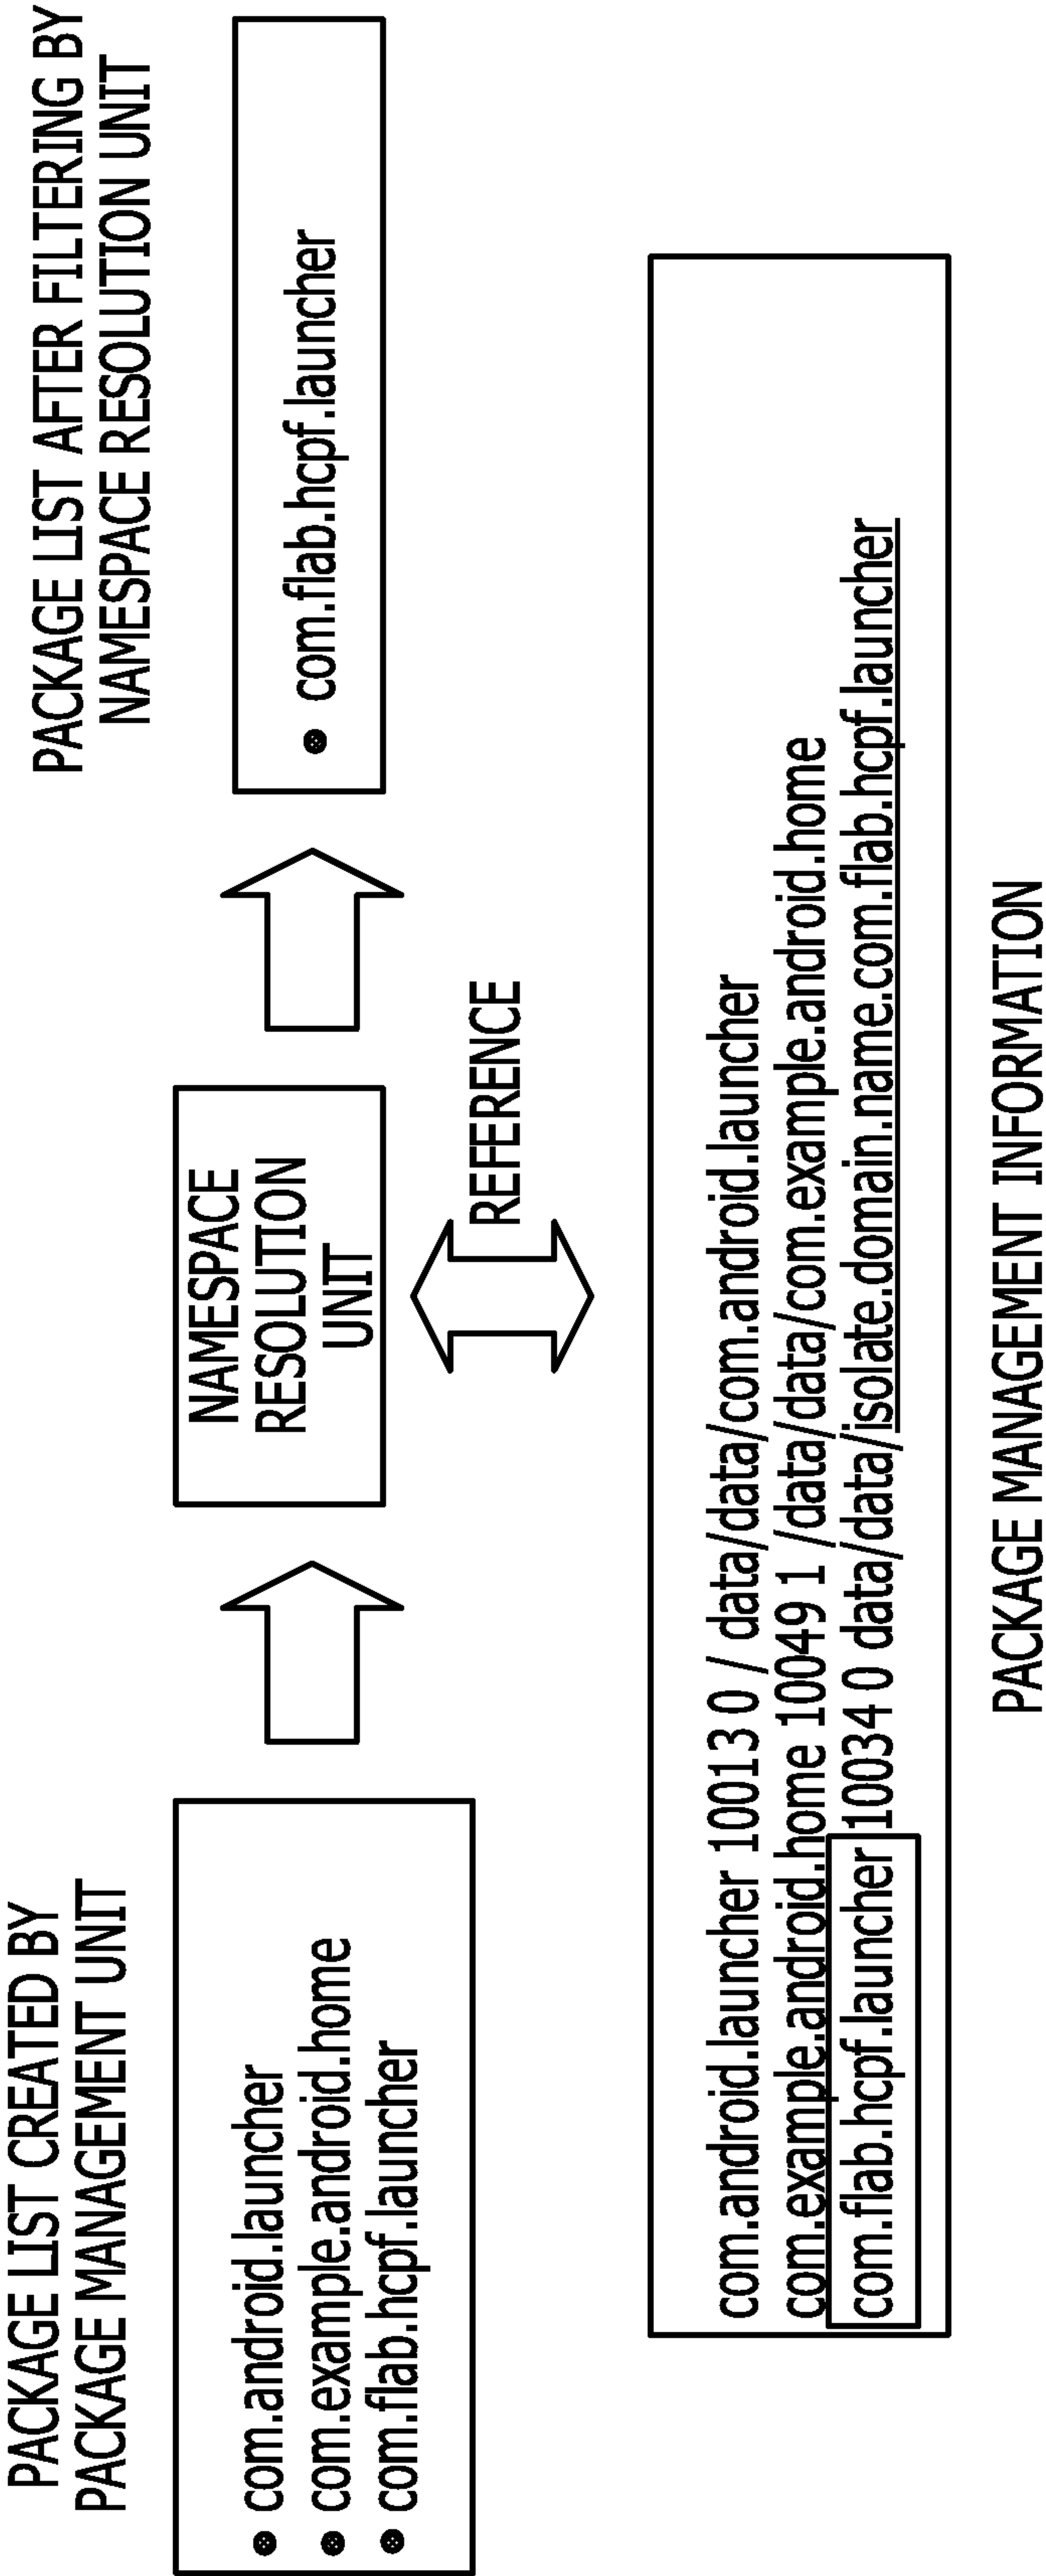 PACKAGE LIST CREATED BY
PACKAGE MANAGEMENT UNIT
• com.android.launcher
• com.example.android.home
• com.flab.hcpf.launcher
NAMESPACE
RESOLUTION
UNIT
REFERENCE
PACKAGE LIST AFTER FILTERING BY
NAMESPACE RESOLUTION UNIT
• com.flab.hcpf.launcher
com.android.launcher 10013 0 / data/data/com.android.launcher
com.example.android.home 10049 1 /data/data/com.example.android.home
com.flab.hcpf.launcher 10034 0 data/data/isolate.domain.name.com.flab.hcpf.launcher
PACKAGE MANAGEMENT INFORMATION